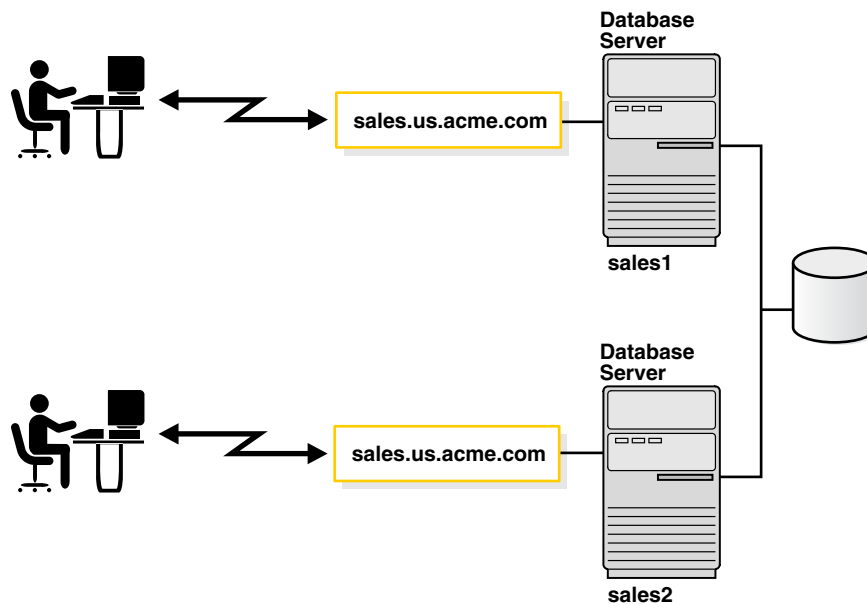 Database
Server
sales.us.acme.com
sales1
Database
Server
sales.us.acme.com
sales2